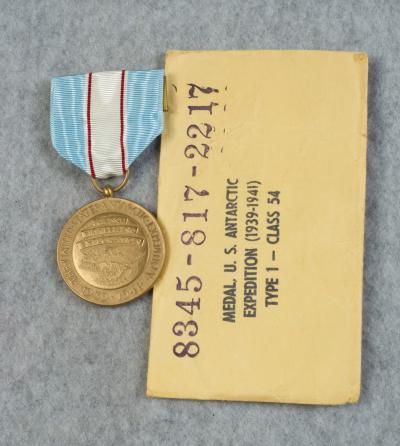 8345-817-2217
MEDAL, U. S. ANTARCTIC
EXPEDITION (1939-1941)
TYPE 1 – CLASS 54